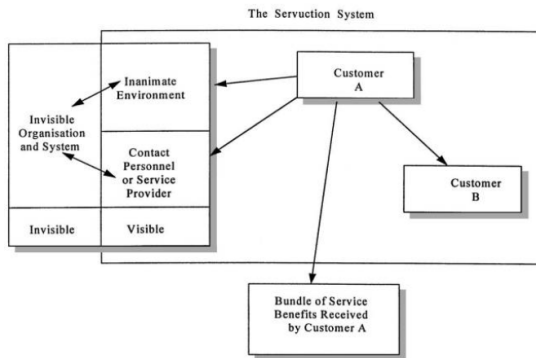 The Servuction System
Inanimate
Environment
Customer
A
Invisible
Organisation
and System
Contact
Personnel
or Service
Provider
Customer
B
Invisible
Visible
Bundle of Service
Benefits Received
by Customer A